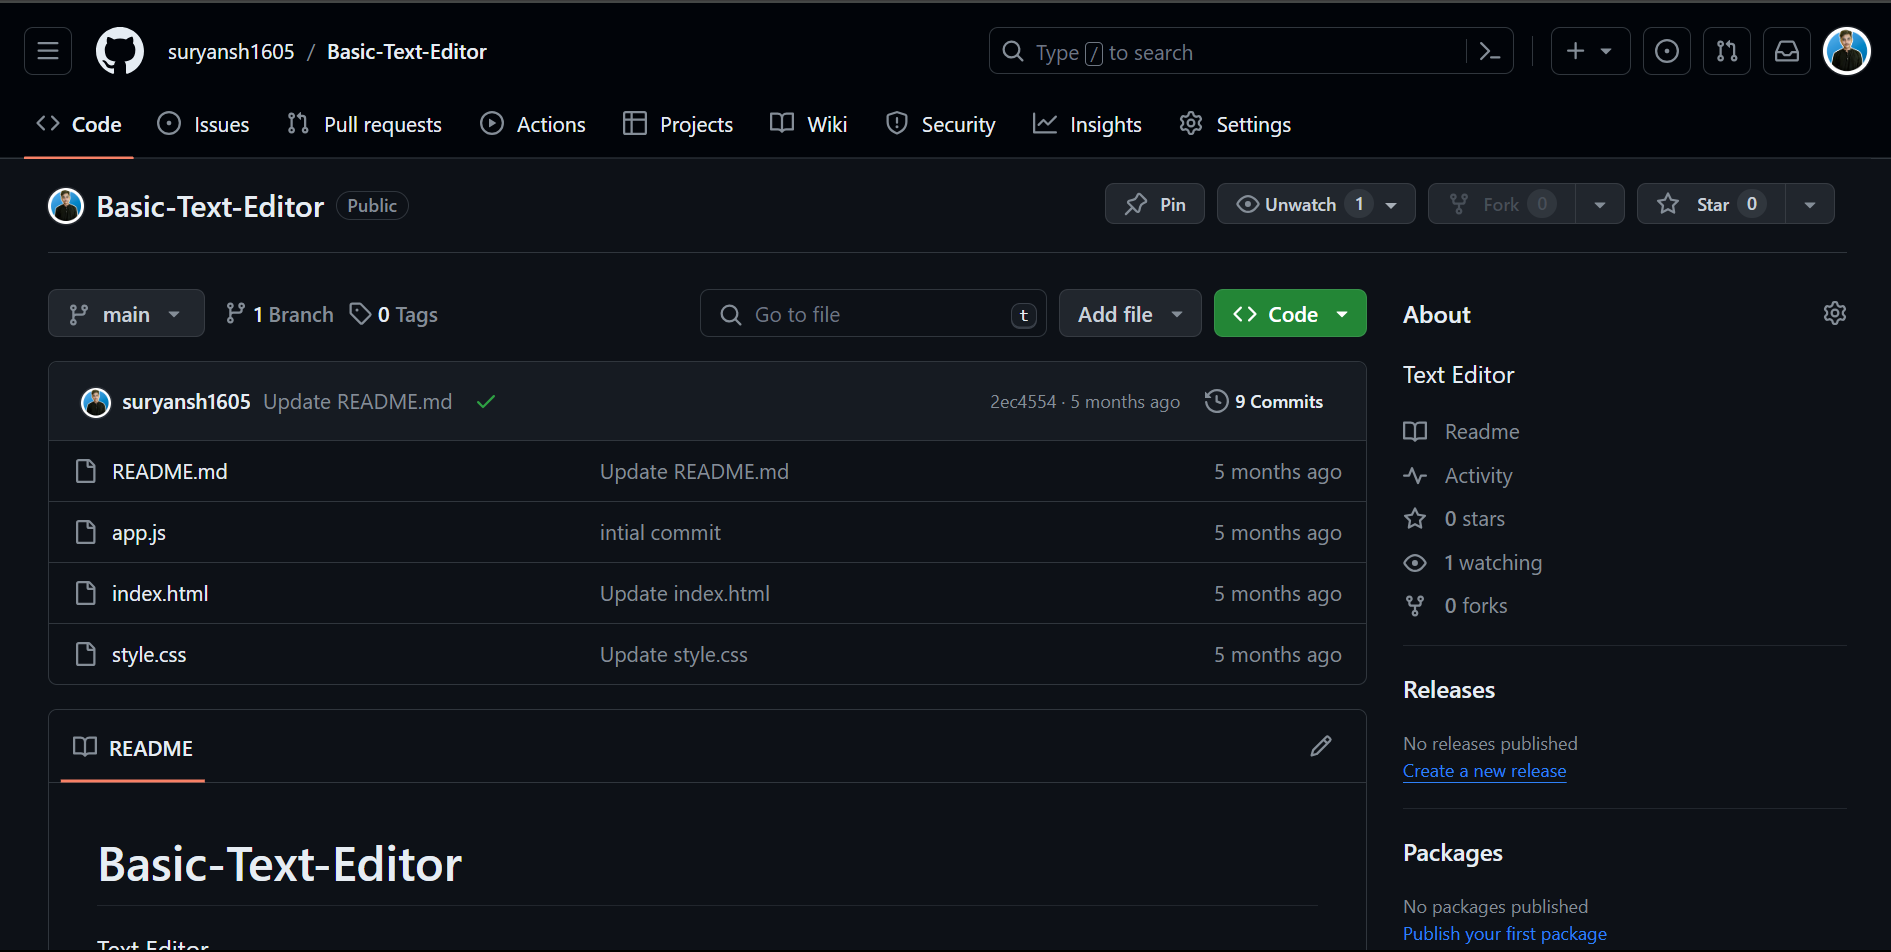 suryansh1605 / Basic-Text-Editor
Type / to search
Code Issues Pull requests Actions Projects Wiki Security Insights Settings
Basic-Text-Editor Public
Pin Unwatch 1 Fork 0 Star 0
main 1 Branch 0 Tags Go to file t Add file Code
suryansh1605 Update README.md 2ec4554 · 5 months ago 9 Commits
README.md Update README.md 5 months ago
app.js intial commit 5 months ago
index.html Update index.html 5 months ago
style.css Update style.css 5 months ago
README
Basic-Text-Editor
Text Editor
About
Text Editor
Readme
Activity
0 stars
1 watching
0 forks
Releases
No releases published
Create a new release
Packages
No packages published
Publish your first package